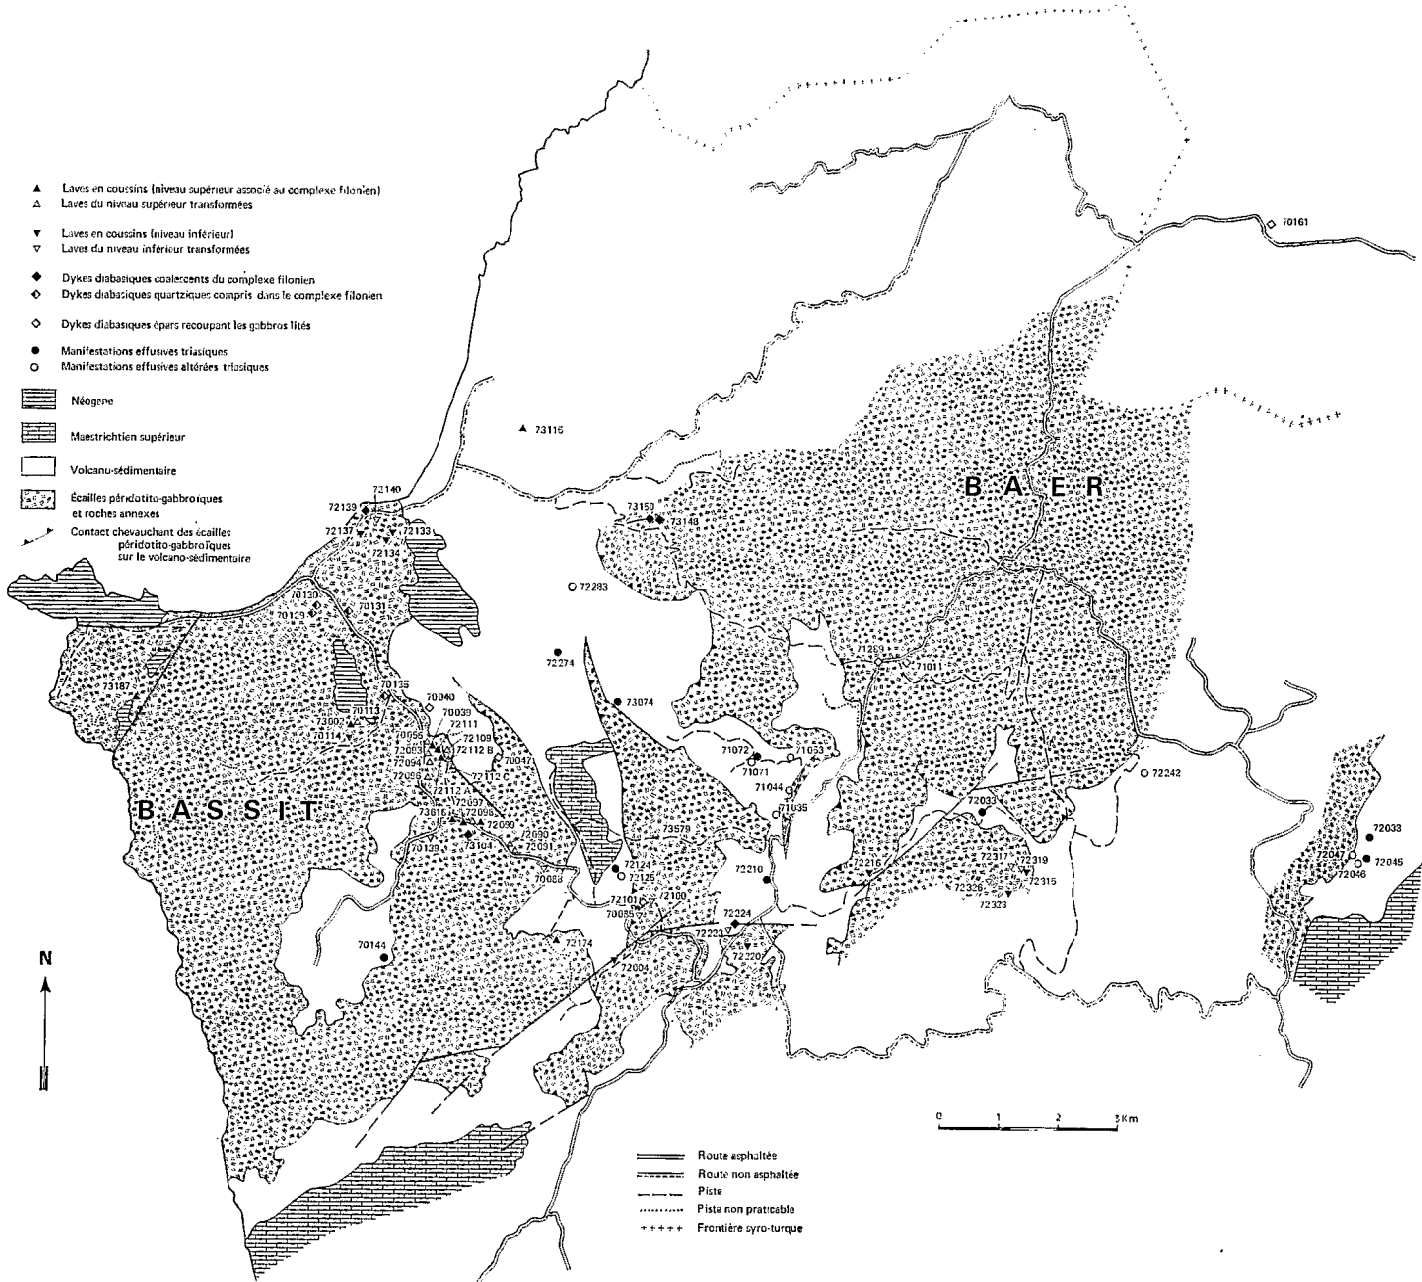 Laves en coussins (niveau supérieur associé au complexe filonien)
Laves du niveau supérieur transformées
Laves en coussins (niveau inférieur)
Laves du niveau inférieur transformées
Dykes diabasiques coalescents du complexe filonien
Dykes diabasiques quartziques compris dans le complexe filonien
Dykes diabasiques épars recoupant les gabbros lités
Manifestations effusives triasiques
Manifestations effusives altérées triasiques
Néogene
Maestrichtien supérieur
Volcano-sédimentaire
Écailles péridotito-gabbroïques
et roches annexes
Contact chevauchant des écailles
péridotito-gabbroïques
sur le volcano-sédimentaire
70161
73116
72140
72139
72137
72133
72134
73150
73148
70130
70129
70131
72283
72274
73074
71011
73187
70135
70040
70039
70113
73002
72111
72109
72112 B
70047
72094
72112 C
72112 A
72097
72098
72099
73104
70139
72090
72091
70088
73579
72124
72125
71072
71071
71053
71044
71035
72242
72033
72033
72047
72045
72046
72317
72319
72315
72326
72323
72216
72210
72224
72223
72220
72101
72100
70085
72174
72004
70144
BAER
BASSIT
N
0 1 2 3 Km
Route asphaltée
Route non asphaltée
Piste
Piste non praticable
Frontière syro-turque